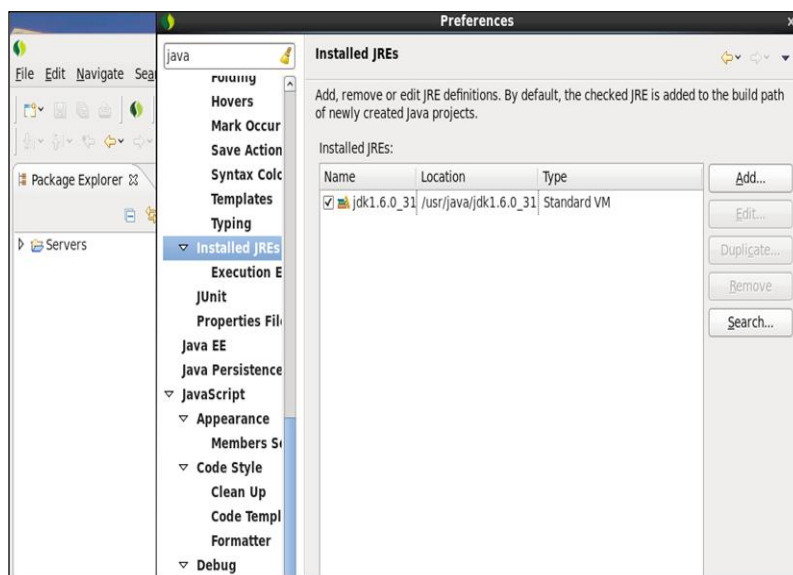 Preferences
x
File Edit Navigate Sea
Package Explorer
Servers
java
Folding
Hovers
Mark Occur
Save Action
Syntax Colc
Templates
Typing
Installed JREs
Execution E
JUnit
Properties Fil
Java EE
Java Persistence
JavaScript
Appearance
Members S
Code Style
Clean Up
Code Templ
Formatter
Debug
Installed JREs
Add, remove or edit JRE definitions. By default, the checked JRE is added to the build path
of newly created Java projects.
Installed JREs:
Name Location Type
jdk1.6.0_31 /usr/java/jdk1.6.0_31 Standard VM
Add...
Edit...
Duplicate...
Remove
Search...